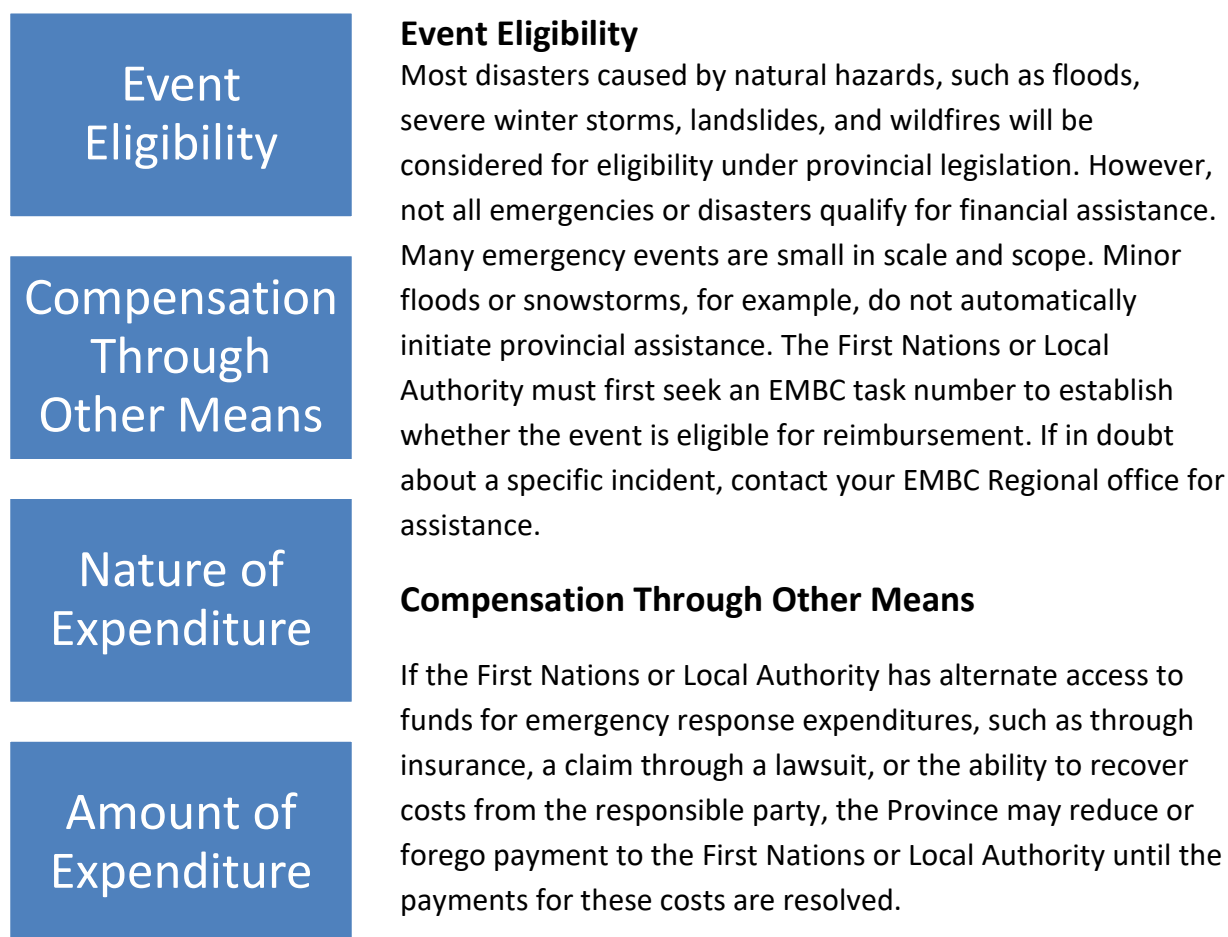 Event
Eligibility
Compensation
Through
Other Means
Nature of
Expenditure
Amount of
Expenditure
Event Eligibility
Most disasters caused by natural hazards, such as floods,
severe winter storms, landslides, and wildfires will be
considered for eligibility under provincial legislation. However,
not all emergencies or disasters qualify for financial assistance.
Many emergency events are small in scale and scope. Minor
floods or snowstorms, for example, do not automatically
initiate provincial assistance. The First Nations or Local
Authority must first seek an EMBC task number to establish
whether the event is eligible for reimbursement. If in doubt
about a specific incident, contact your EMBC Regional office for
assistance.
Compensation Through Other Means
If the First Nations or Local Authority has alternate access to
funds for emergency response expenditures, such as through
insurance, a claim through a lawsuit, or the ability to recover
costs from the responsible party, the Province may reduce or
forego payment to the First Nations or Local Authority until the
payments for these costs are resolved.